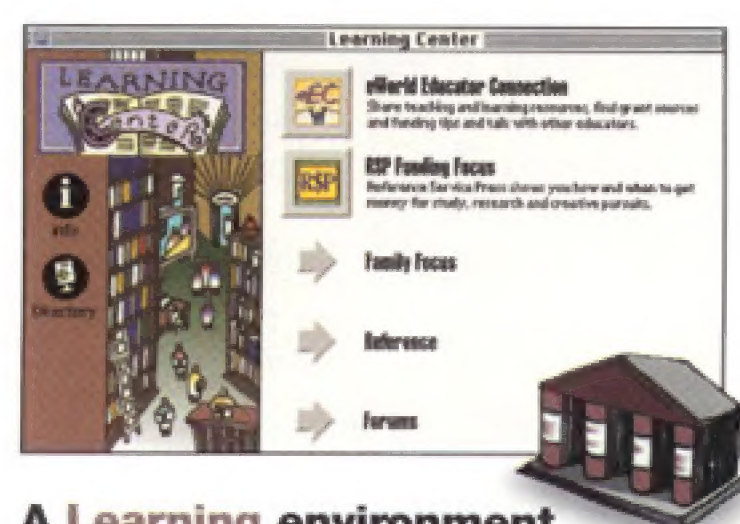 Learning Center
LEARNING
Center
info
Directory
eEC
eWorld Educator Connection
Share teaching and learning resources, find grant sources
and funding tips and talk with other educators.
RSP
RSP Funding Focus
Reference Service Press shows you how and when to get
money for study, research and creative pursuits.
Family Focus
Reference
Forums
A Learning environment